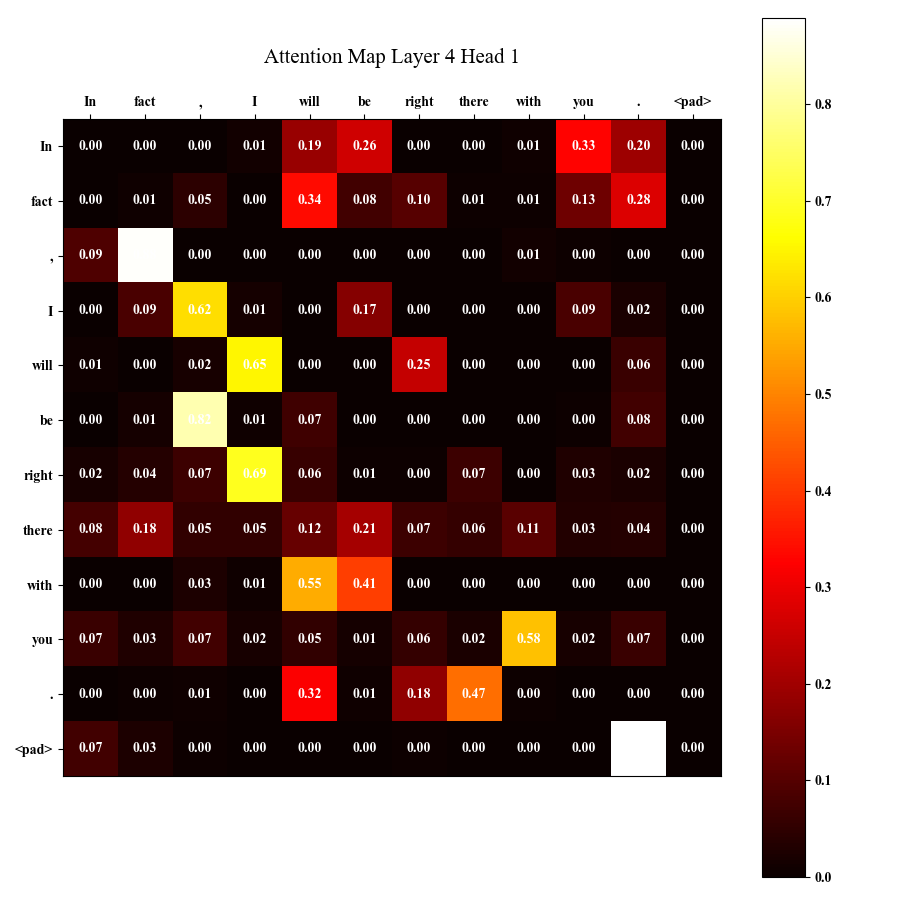 Attention Map Layer 4 Head 1
In fact , I will be right there with you . <pad>
In 0.00 0.00 0.00 0.01 0.19 0.26 0.00 0.00 0.01 0.33 0.20 0.00
fact 0.00 0.01 0.05 0.00 0.34 0.08 0.10 0.01 0.01 0.13 0.28 0.00
, 0.09 0.00 0.00 0.00 0.00 0.00 0.00 0.01 0.00 0.00 0.00
I 0.00 0.09 0.62 0.01 0.00 0.17 0.00 0.00 0.00 0.09 0.02 0.00
will 0.01 0.00 0.02 0.65 0.00 0.00 0.25 0.00 0.00 0.00 0.06 0.00
be 0.00 0.01 0.82 0.01 0.07 0.00 0.00 0.00 0.00 0.00 0.08 0.00
right 0.02 0.04 0.07 0.69 0.06 0.01 0.00 0.07 0.00 0.03 0.02 0.00
there 0.08 0.18 0.05 0.05 0.12 0.21 0.07 0.06 0.11 0.03 0.04 0.00
with 0.00 0.00 0.03 0.01 0.55 0.41 0.00 0.00 0.00 0.00 0.00 0.00
you 0.07 0.03 0.07 0.02 0.05 0.01 0.06 0.02 0.58 0.02 0.07 0.00
. 0.00 0.00 0.01 0.00 0.32 0.01 0.18 0.47 0.00 0.00 0.00 0.00
<pad> 0.07 0.03 0.00 0.00 0.00 0.00 0.00 0.00 0.00 0.00 0.00
0.8
0.7
0.6
0.5
0.4
0.3
0.2
0.1
0.0